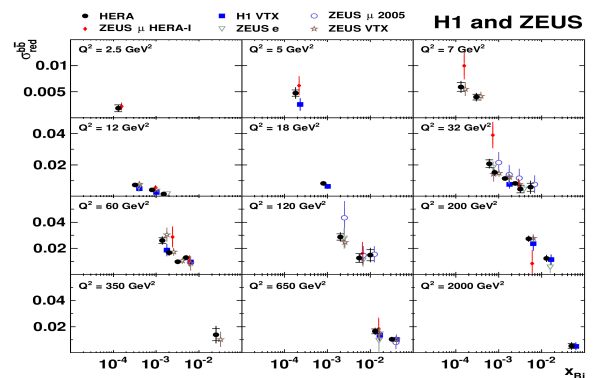 HERA H1 VTX ZEUS μ 2005 H1 and ZEUS
ZEUS μ HERA-I ZEUS e ZEUS VTX
σ^{bb̄}_{red}
Q² = 2.5 GeV² Q² = 5 GeV² Q² = 7 GeV²
0.01
0.005
Q² = 12 GeV² Q² = 18 GeV² Q² = 32 GeV²
0.04
0.02
Q² = 60 GeV² Q² = 120 GeV² Q² = 200 GeV²
0.04
0.02
Q² = 350 GeV² Q² = 650 GeV² Q² = 2000 GeV²
0.04
0.02
10⁻⁴ 10⁻³ 10⁻² 10⁻⁴ 10⁻³ 10⁻² 10⁻⁴ 10⁻³ 10⁻²
x_{Bj}